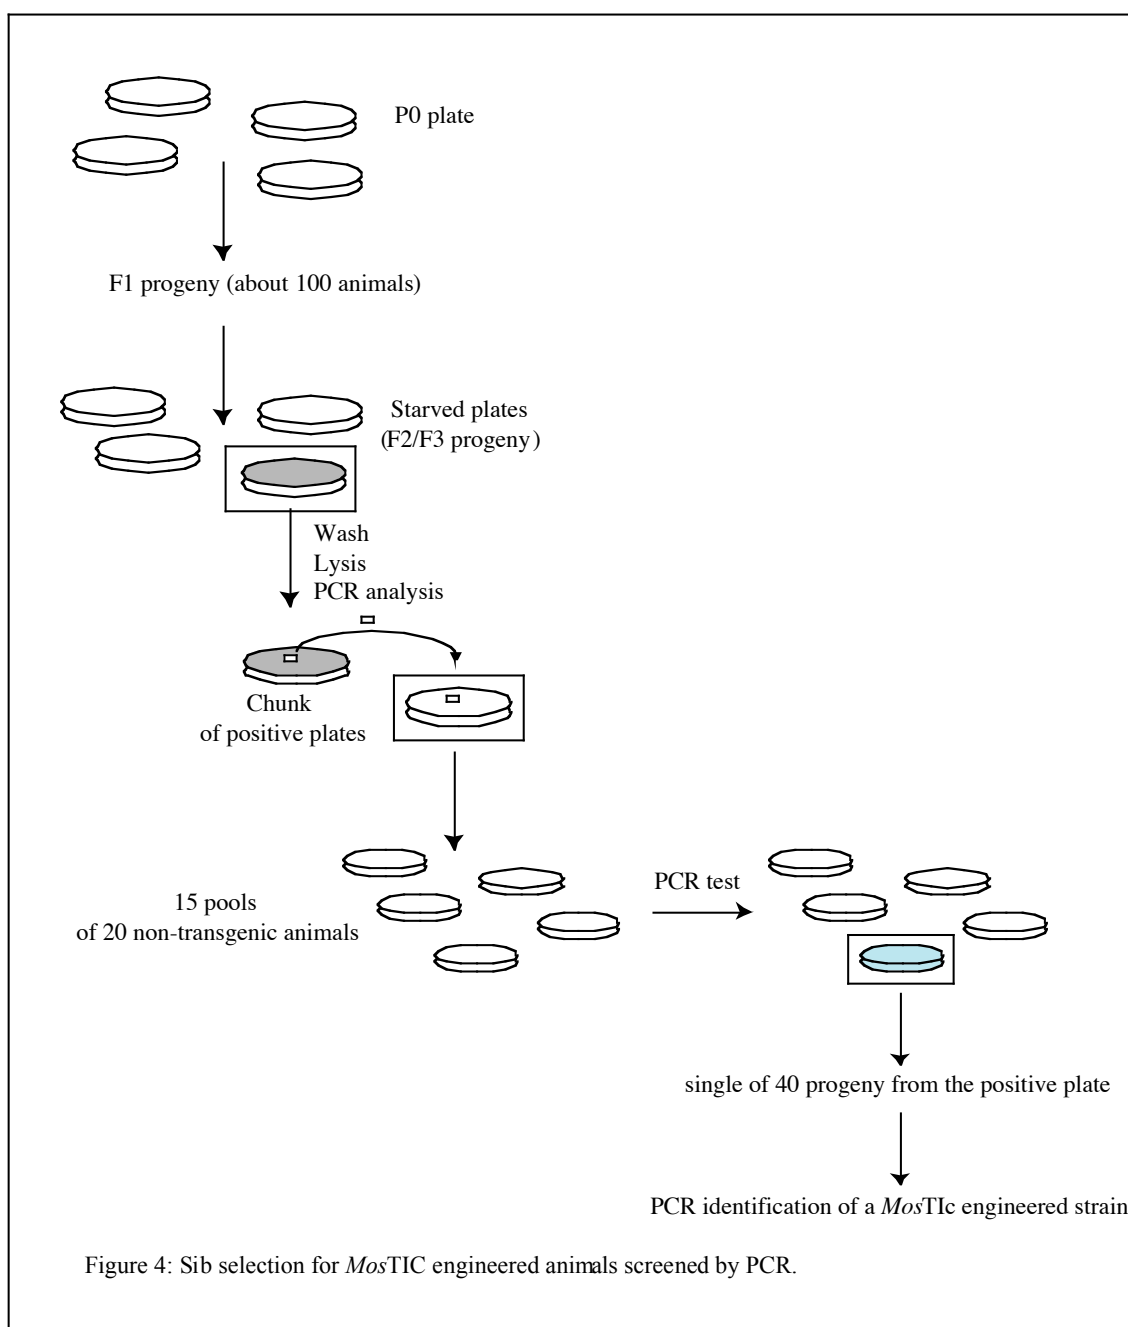 P0 plate
F1 progeny (about 100 animals)
Starved plates
(F2/F3 progeny)
Wash
Lysis
PCR analysis
Chunk
of positive plates
15 pools
of 20 non-transgenic animals
PCR test
single of 40 progeny from the positive plate
PCR identification of a MosTIc engineered strain
Figure 4: Sib selection for MosTIC engineered animals screened by PCR.